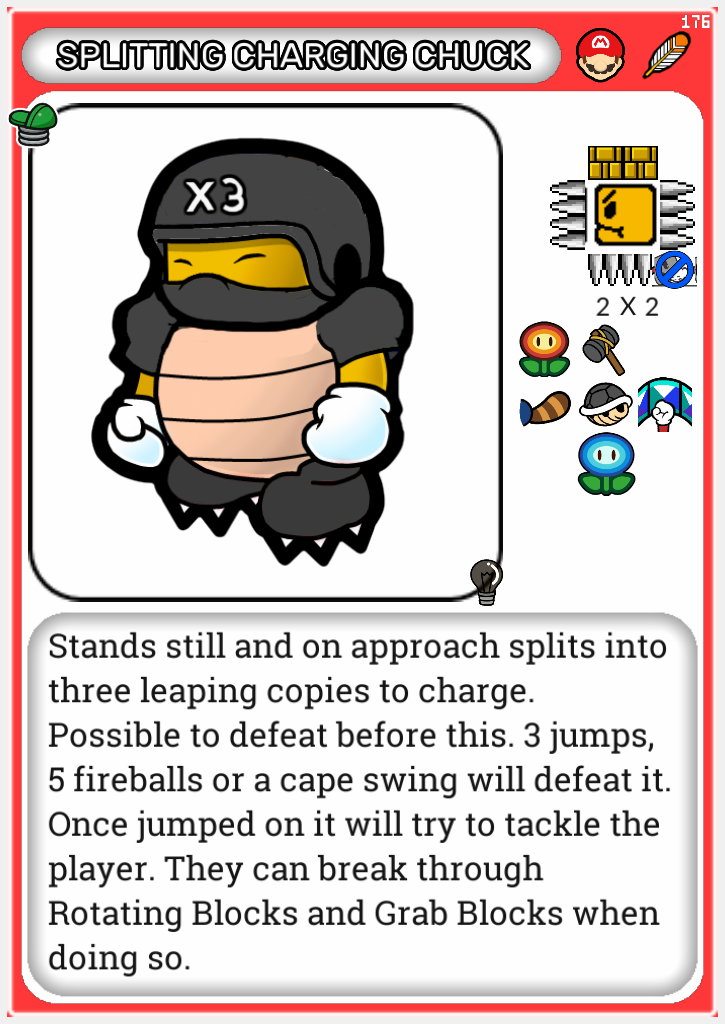 176
SPLITTING CHARGING CHUCK
M
X3
2 X 2
Stands still and on approach splits into
three leaping copies to charge.
Possible to defeat before this. 3 jumps,
5 fireballs or a cape swing will defeat it.
Once jumped on it will try to tackle the
player. They can break through
Rotating Blocks and Grab Blocks when
doing so.